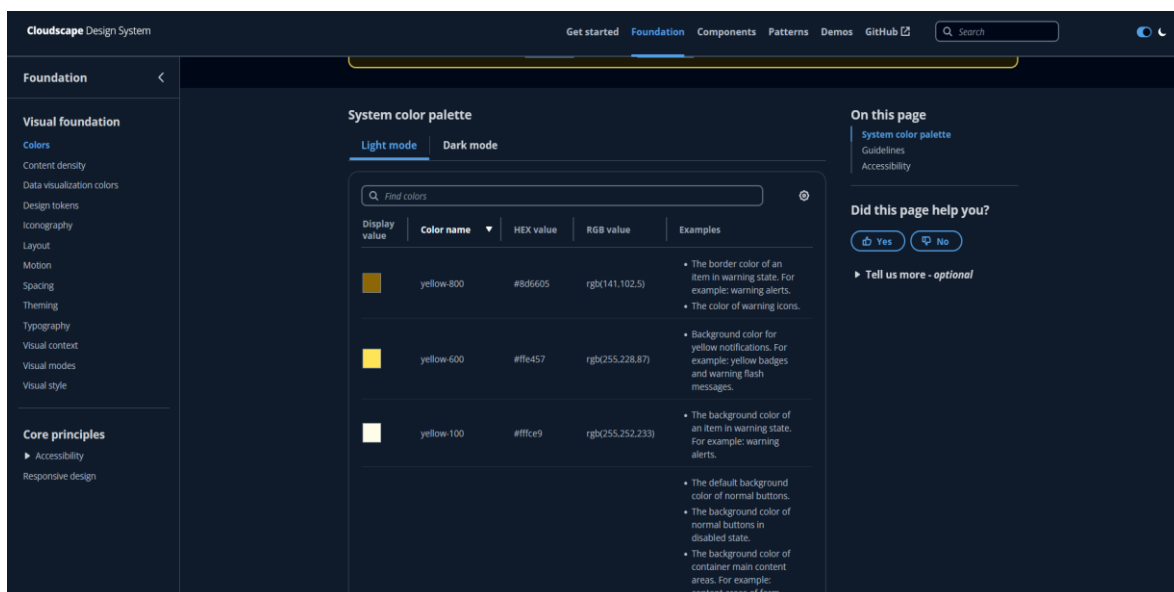 Cloudscape Design System
Get started Foundation Components Patterns Demos GitHub
Search
Foundation
Visual foundation
Colors
Content density
Data visualization colors
Design tokens
Iconography
Layout
Motion
Spacing
Theming
Typography
Visual context
Visual modes
Visual style
Core principles
Accessibility
Responsive design
System color palette
Light mode Dark mode
Find colors
Display
value
Color name HEX value RGB value Examples
yellow-800 #8d6605 rgb(141,102,5)
• The border color of an
item in warning state. For
example: warning alerts.
• The color of warning icons.
yellow-600 #ffe457 rgb(255,228,87)
• Background color for
yellow notifications. For
example: yellow badges
and warning flash
messages.
yellow-100 #fffce9 rgb(255,252,233)
• The background color of
an item in warning state.
For example: warning
alerts.
• The default background
color of normal buttons.
• The background color of
normal buttons in
disabled state.
• The background color of
container main content
areas. For example:
On this page
System color palette
Guidelines
Accessibility
Did this page help you?
Yes No
Tell us more - optional